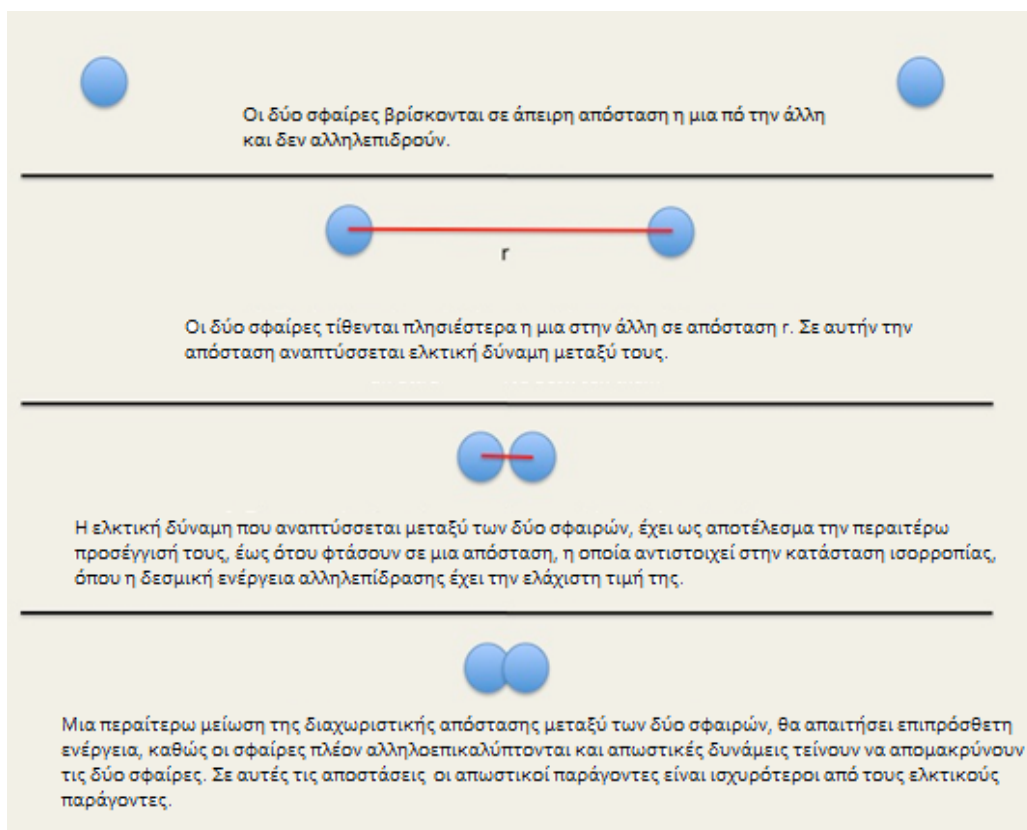 Οι δύο σφαίρες βρίσκονται σε άπειρη απόσταση η μια πό την άλλη
και δεν αλληλεπιδρούν.
r
Οι δύο σφαίρες τίθενται πλησιέστερα η μια στην άλλη σε απόσταση r. Σε αυτήν την
απόσταση αναπτύσσεται ελκτική δύναμη μεταξύ τους.
Η ελκτική δύναμη που αναπτύσσεται μεταξύ των δύο σφαιρών, έχει ως αποτέλεσμα την περαιτέρω
προσέγγισή τους, έως ότου φτάσουν σε μια απόσταση, η οποία αντιστοιχεί στην κατάσταση ισορροπίας,
όπου η δεσμική ενέργεια αλληλεπίδρασης έχει την ελάχιστη τιμή της.
Μια περαίτερω μείωση της διαχωριστικής απόστασης μεταξύ των δύο σφαιρών, θα απαιτήσει επιπρόσθετη
ενέργεια, καθώς οι σφαίρες πλέον αλληλοεπικαλύπτονται και απωστικές δυνάμεις τείνουν να απομακρύνουν
τις δύο σφαίρες. Σε αυτές τις αποστάσεις οι απωστικοί παράγοντες είναι ισχυρότεροι από τους ελκτικούς
παράγοντες.